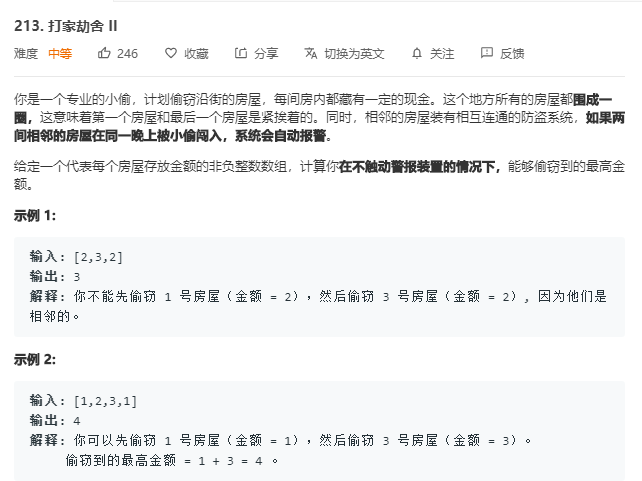 213. 打家劫舍 II
难度 中等 246 收藏 分享 切换为英文 关注 反馈
你是一个专业的小偷，计划偷窃沿街的房屋，每间房内都藏有一定的现金。这个地方所有的房屋都围成一
圈，这意味着第一个房屋和最后一个房屋是紧挨着的。同时，相邻的房屋装有相互连通的防盗系统，如果两
间相邻的房屋在同一晚上被小偷闯入，系统会自动报警。
给定一个代表每个房屋存放金额的非负整数数组，计算你在不触动警报装置的情况下，能够偷窃到的最高金
额。
示例 1:
输入: [2,3,2]
输出: 3
解释: 你不能先偷窃 1 号房屋（金额 = 2），然后偷窃 3 号房屋（金额 = 2）, 因为他们是
相邻的。
示例 2:
输入: [1,2,3,1]
输出: 4
解释: 你可以先偷窃 1 号房屋（金额 = 1），然后偷窃 3 号房屋（金额 = 3）。
偷窃到的最高金额 = 1 + 3 = 4 。